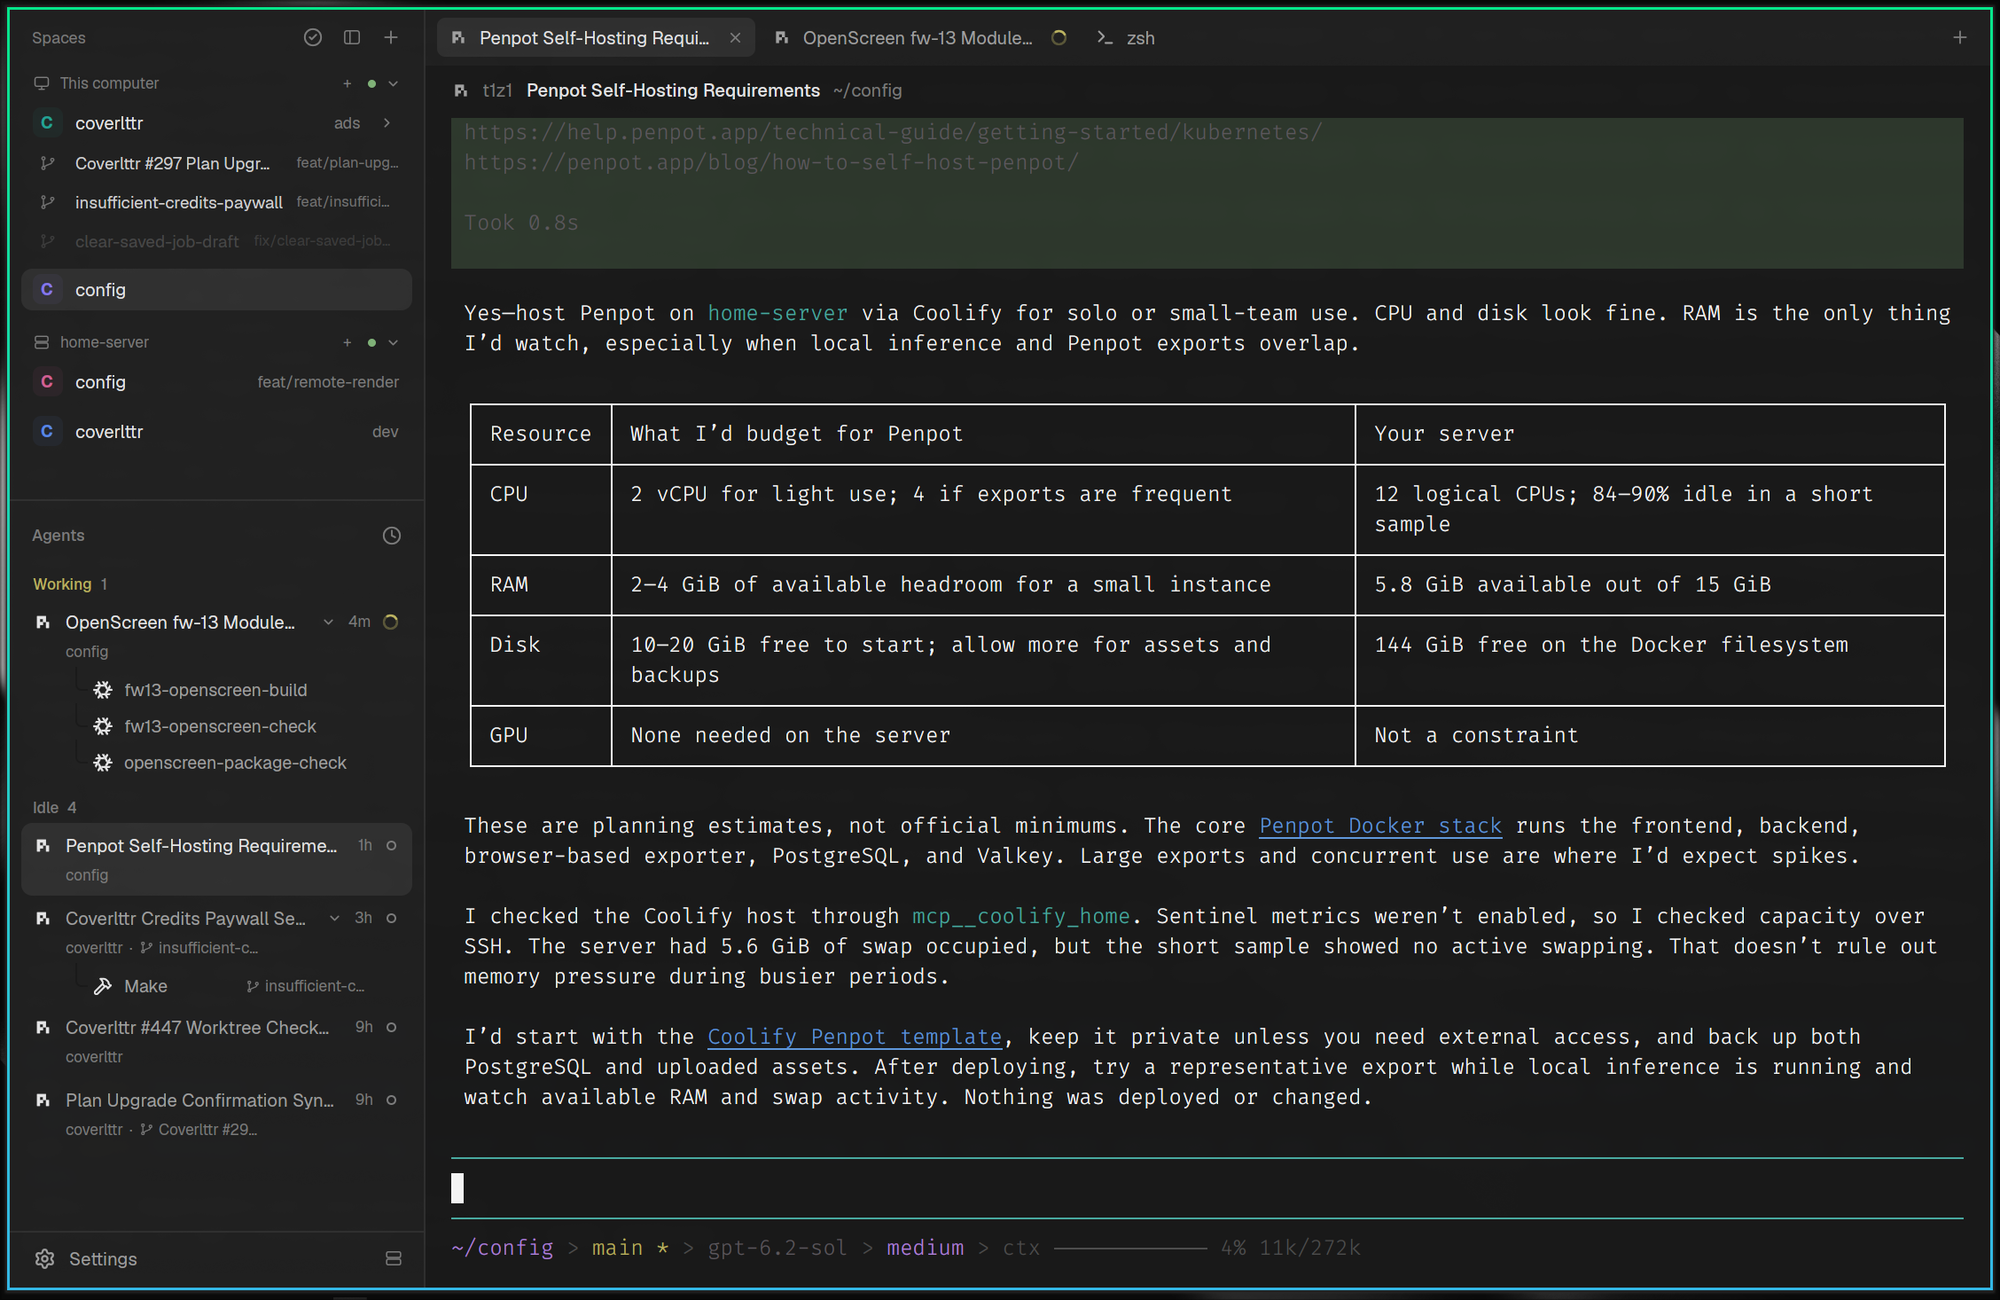 Spaces
This computer
C coverlttr ads
Coverlttr #297 Plan Upgr... feat/plan-upg...
insufficient-credits-paywall feat/insuffici...
clear-saved-job-draft fix/clear-saved-job...
C config
home-server
C config feat/remote-render
C coverlttr dev
Agents
Working 1
OpenScreen fw-13 Module... 4m
config
fw13-openscreen-build
fw13-openscreen-check
openscreen-package-check
Idle 4
Penpot Self-Hosting Requireme... 1h
config
Coverlttr Credits Paywall Se... 3h
coverlttr · insufficient-c...
Make insufficient-c...
Coverlttr #447 Worktree Check... 9h
coverlttr
Plan Upgrade Confirmation Syn... 9h
coverlttr · Coverlttr #29...
Settings
Penpot Self-Hosting Requi... OpenScreen fw-13 Module... zsh
t1z1 Penpot Self-Hosting Requirements ~/config
https://help.penpot.app/technical-guide/getting-started/kubernetes/
https://penpot.app/blog/how-to-self-host-penpot/
Took 0.8s
Yes—host Penpot on home-server via Coolify for solo or small-team use. CPU and disk look fine. RAM is the only thing
I’d watch, especially when local inference and Penpot exports overlap.
Resource What I’d budget for Penpot Your server
CPU 2 vCPU for light use; 4 if exports are frequent 12 logical CPUs; 84–90% idle in a short
sample
RAM 2–4 GiB of available headroom for a small instance 5.8 GiB available out of 15 GiB
Disk 10–20 GiB free to start; allow more for assets and 144 GiB free on the Docker filesystem
backups
GPU None needed on the server Not a constraint
These are planning estimates, not official minimums. The core Penpot Docker stack runs the frontend, backend,
browser-based exporter, PostgreSQL, and Valkey. Large exports and concurrent use are where I’d expect spikes.
I checked the Coolify host through mcp__coolify_home. Sentinel metrics weren’t enabled, so I checked capacity over
SSH. The server had 5.6 GiB of swap occupied, but the short sample showed no active swapping. That doesn’t rule out
memory pressure during busier periods.
I’d start with the Coolify Penpot template, keep it private unless you need external access, and back up both
PostgreSQL and uploaded assets. After deploying, try a representative export while local inference is running and
watch available RAM and swap activity. Nothing was deployed or changed.
~/config > main * > gpt-6.2-sol > medium > ctx 4% 11k/272k